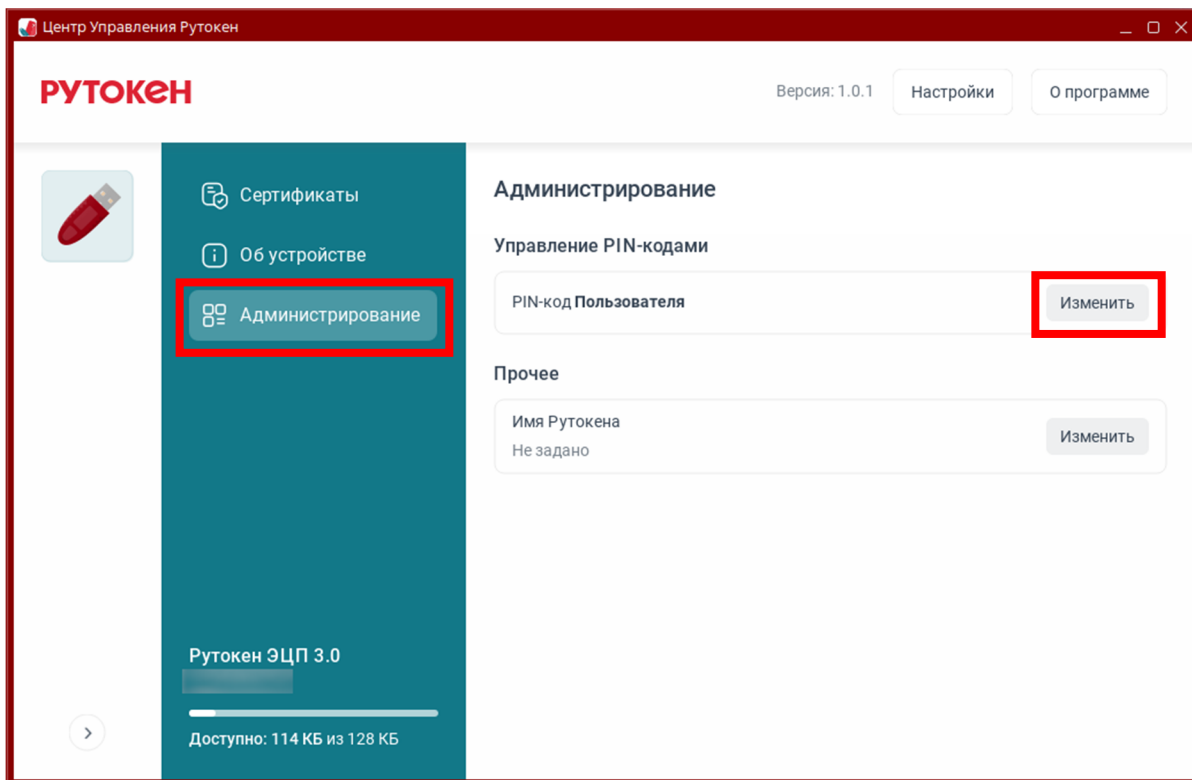 Центр Управления Рутокен
РУТОКЕН
Версия: 1.0.1
Настройки
О программе
Сертификаты
Об устройстве
Администрирование
Рутокен ЭЦП 3.0
Доступно: 114 КБ из 128 КБ
Администрирование
Управление PIN-кодами
PIN-код Пользователя
Изменить
Прочее
Имя Рутокена
Не задано
Изменить